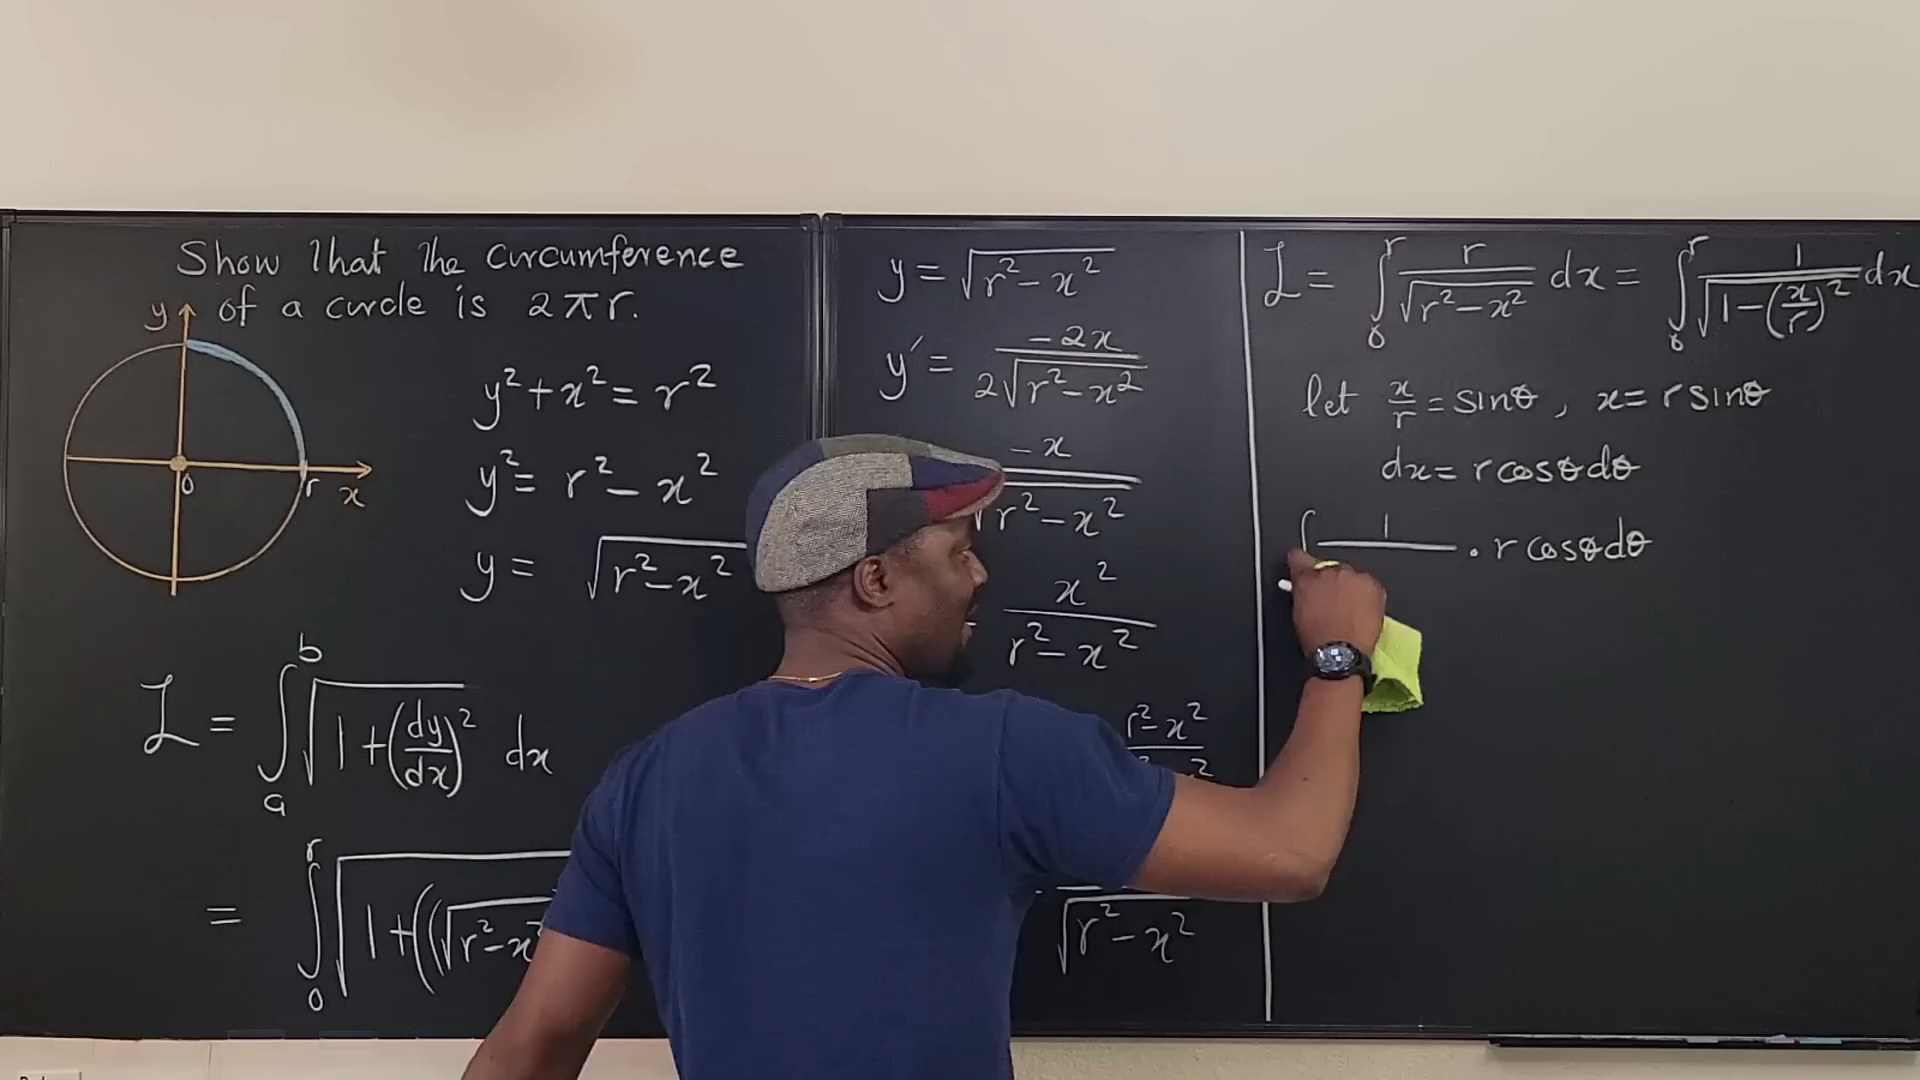 Show that the circumference
of a circle is 2πr.
y
0
r
x
y² + x² = r²
y² = r² - x²
y = √(r² - x²)
L = ∫ₐᵇ √(1 + (dy/dx)²) dx
= ∫₀ʳ √(1 + ((√(r² - x²
y = √(r² - x²)
y' = -2x / 2√(r² - x²)
-x / √(r² - x²)
x² / (r² - x²)
r² - x²
√(r² - x²)
L = ∫₀ʳ r/√(r² - x²) dx = ∫₀ʳ 1/√(1 - (x/r)²) dx
let x/r = sinθ, x = r sinθ
dx = r cosθ dθ
∫ 1/ · r cosθ dθ